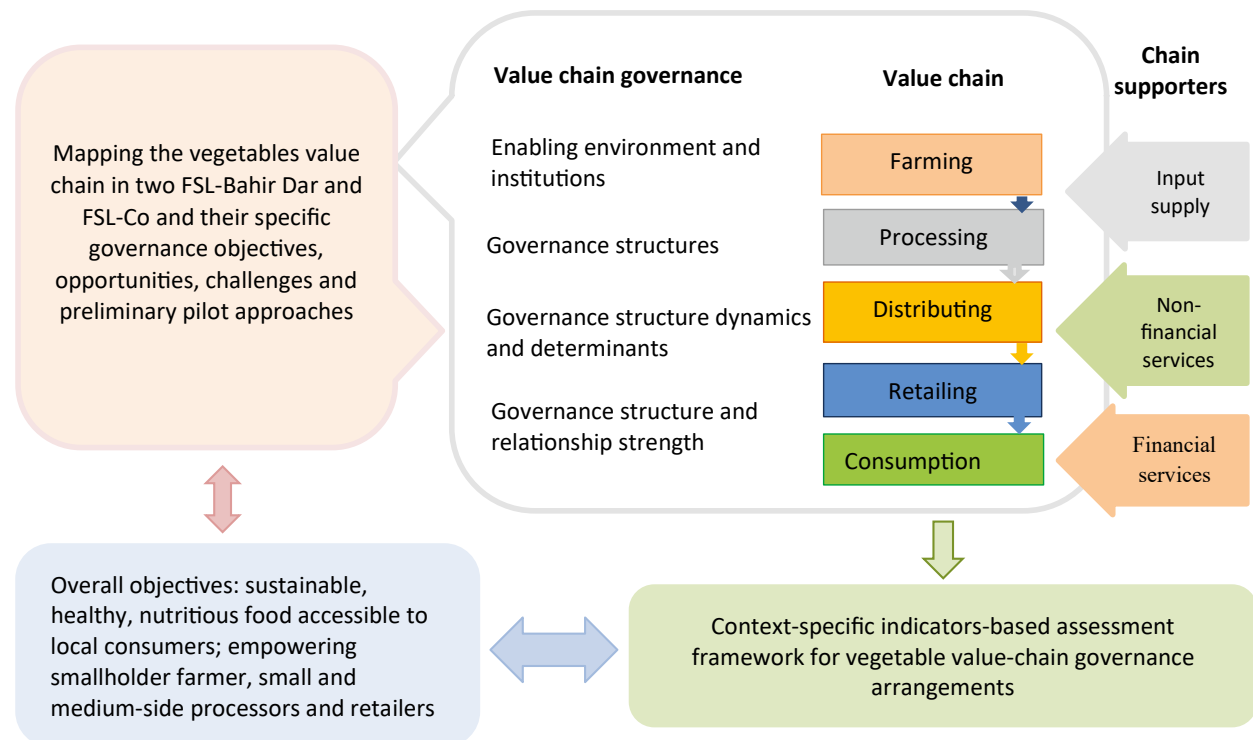 Mapping the vegetables value
chain in two FSL-Bahir Dar and
FSL-Co and their specific
governance objectives,
opportunities, challenges and
preliminary pilot approaches
Value chain governance
Enabling environment and
institutions
Governance structures
Governance structure dynamics
and determinants
Governance structure and
relationship strength
Value chain
Farming
Processing
Distributing
Retailing
Consumption
Chain
supporters
Input
supply
Non-
financial
services
Financial
services
Overall objectives: sustainable,
healthy, nutritious food accessible to
local consumers; empowering
smallholder farmer, small and
medium-side processors and retailers
Context-specific indicators-based assessment
framework for vegetable value-chain governance
arrangements